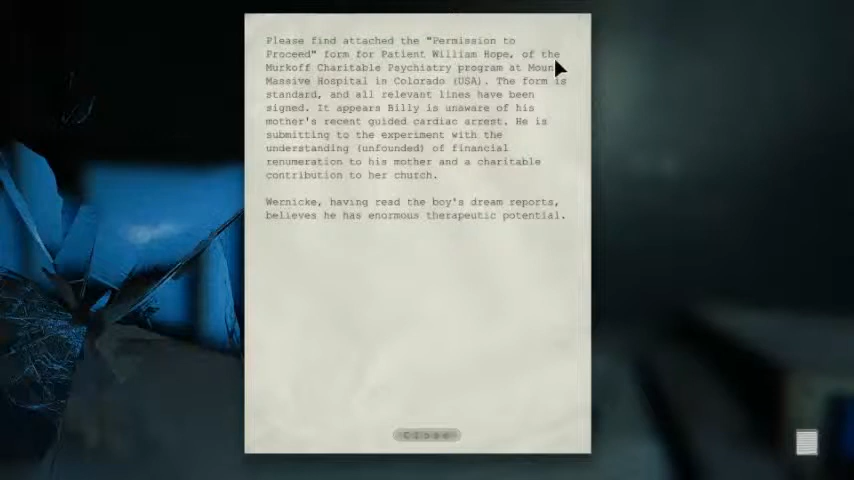 Please find attached the "Permission to
Proceed" form for Patient William Hope, of the
Murkoff Charitable Psychiatry program at Mount
Massive Hospital in Colorado (USA). The form is
standard, and all relevant lines have been
signed. It appears Billy is unaware of his
mother's recent guided cardiac arrest. He is
submitting to the experiment with the
understanding (unfounded) of financial
renumeration to his mother and a charitable
contribution to her church.
Wernicke, having read the boy's dream reports,
believes he has enormous therapeutic potential.
Close